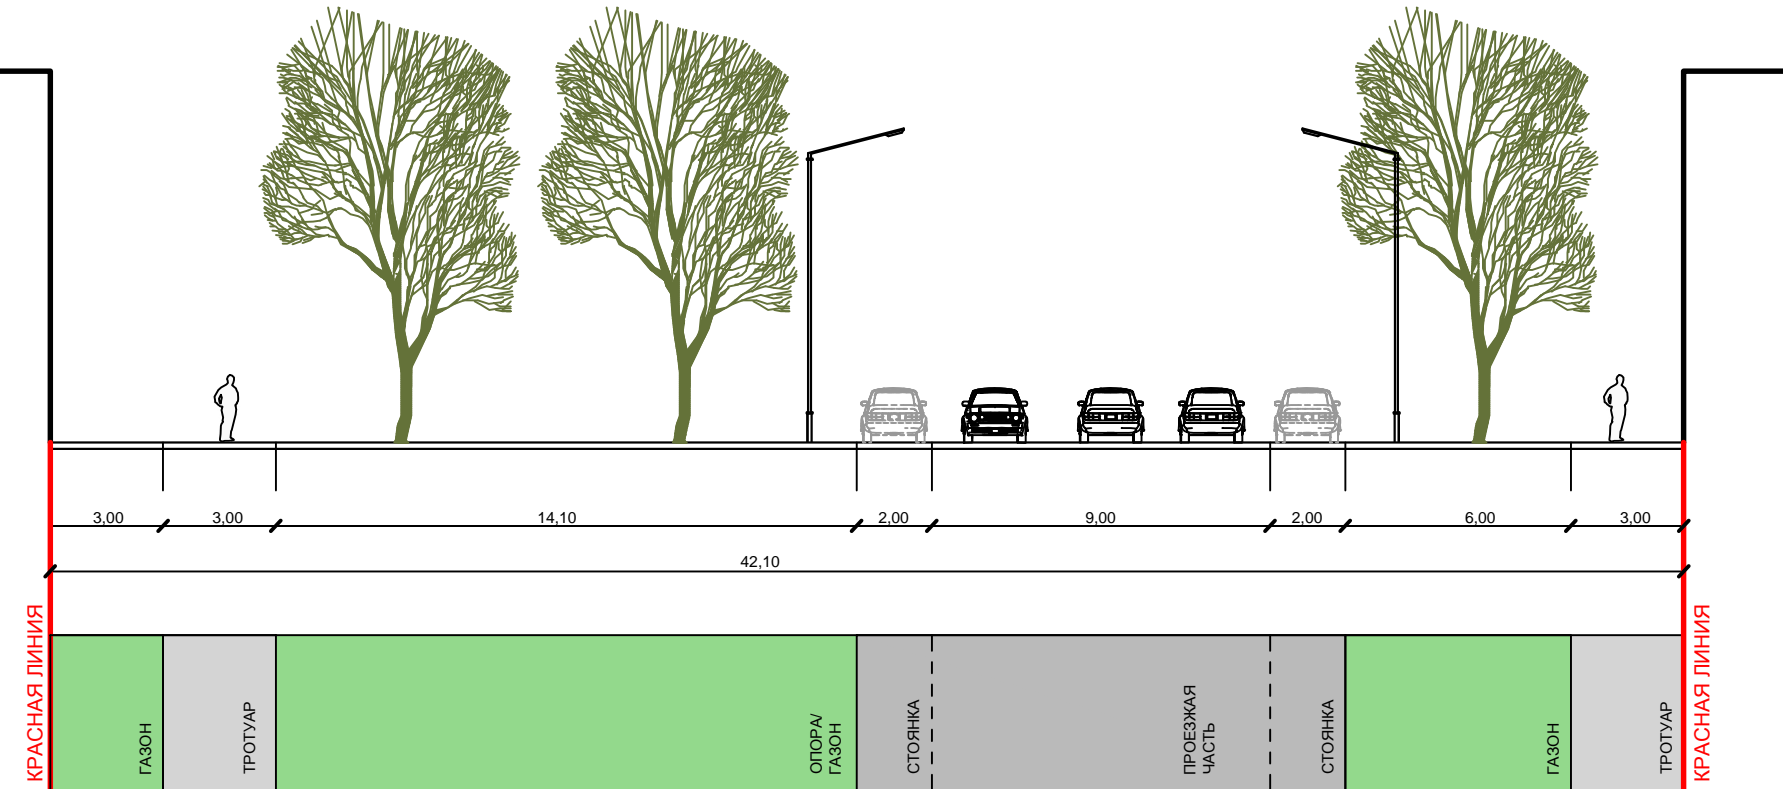 3,00
3,00
14,10
2,00
9,00
2,00
6,00
3,00
42,10
КРАСНАЯ ЛИНИЯ
ГАЗОН
ТРОТУАР
ОПОРА/
ГАЗОН
СТОЯНКА
ПРОЕЗЖАЯ
ЧАСТЬ
СТОЯНКА
ГАЗОН
ТРОТУАР
КРАСНАЯ ЛИНИЯ